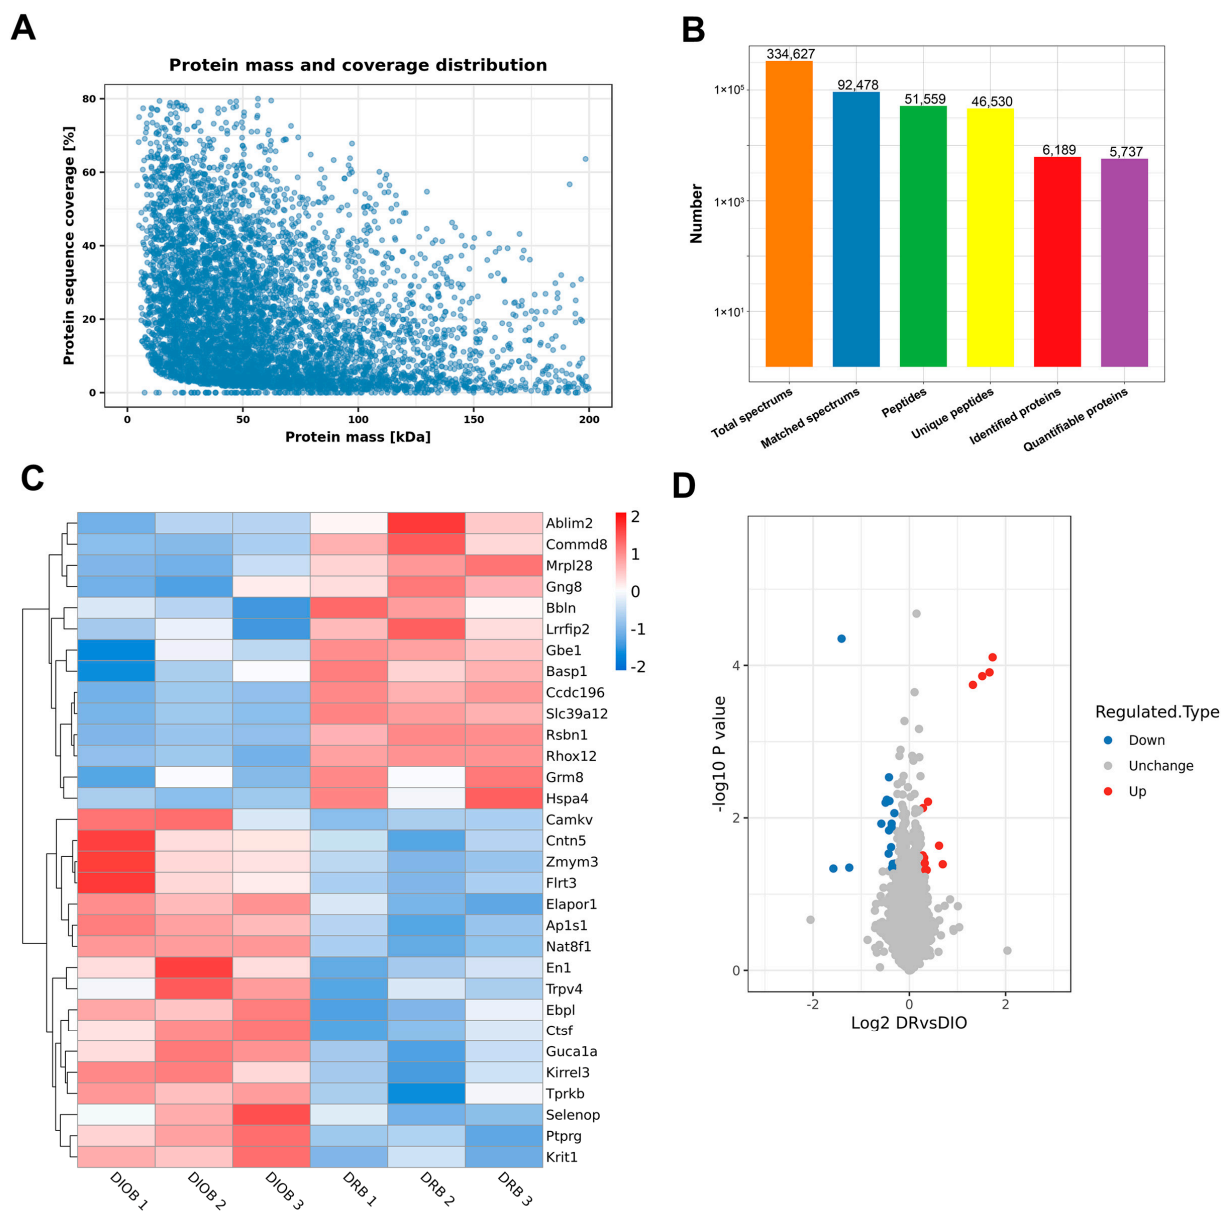 A
Protein mass and coverage distribution
Protein sequence coverage [%]
80
60
40
20
0
0 50 100 150 200
Protein mass [kDa]
B
Number
1×10⁵
1×10³
1×10¹
334,627
92,478
51,559
46,530
6,189
5,737
Total spectrums
Matched spectrums
Peptides
Unique peptides
Identified proteins
Quantifiable proteins
C
Ablim2
Commd8
Mrpl28
Gng8
Bbln
Lrrfip2
Gbe1
Basp1
Ccdc196
Slc39a12
Rsbn1
Rhox12
Grm8
Hspa4
Camkv
Cntn5
Zmym3
Flrt3
Elapor1
Ap1s1
Nat8f1
En1
Trpv4
Ebpl
Ctsf
Guca1a
Kirrel3
Tprkb
Selenop
Ptprg
Krit1
2
1
0
-1
-2
DIOB 1
DIOB 2
DIOB 3
DRB 1
DRB 2
DRB 3
D
-log10 P value
4
2
0
-2 0 2
Log2 DRvsDIO
Regulated.Type
Down
Unchange
Up